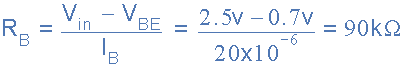 R_B = (V_in − V_BE) / I_B = (2.5v − 0.7v) / (20x10^-6) = 90kΩ